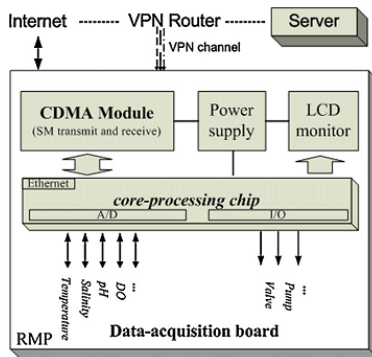 Internet VPN Router Server
VPN channel
CDMA Module
(SM transmit and receive)
Power
supply
LCD
monitor
Ethernet
core-processing chip
A/D I/O
Temperature
Salinity
pH
DO
...
Valve
Pump
...
Data-acquisition board
RMP